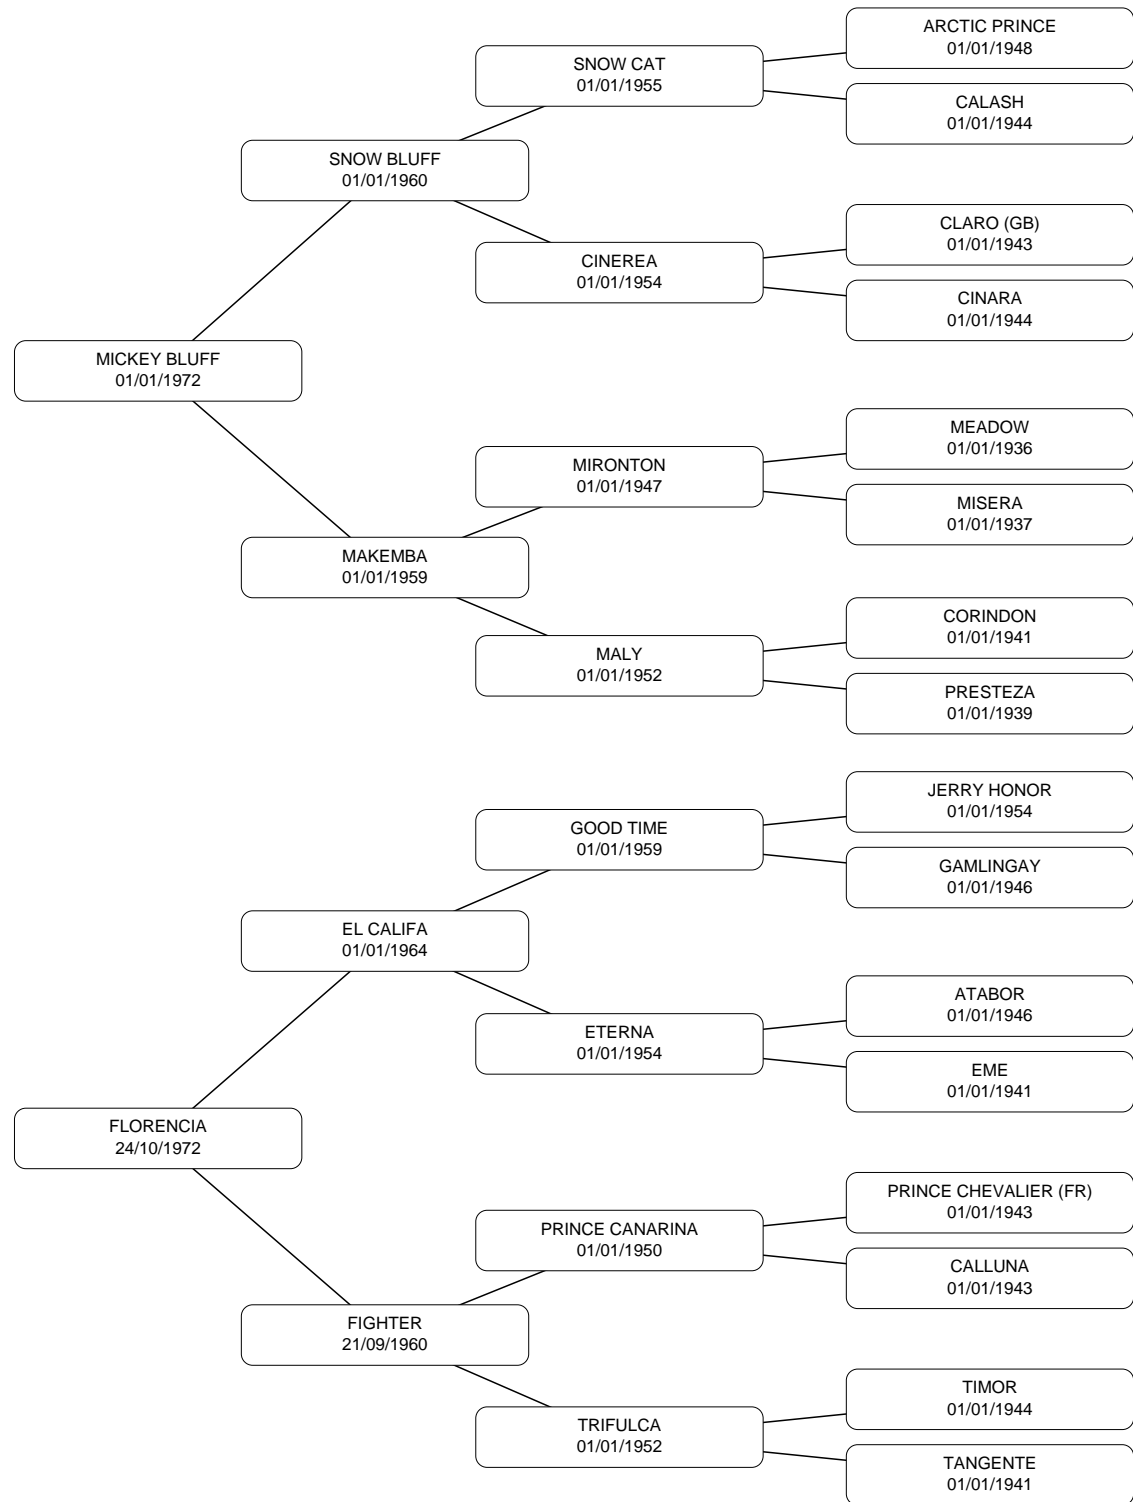 ARCTIC PRINCE
01/01/1948
SNOW CAT
01/01/1955
CALASH
01/01/1944
SNOW BLUFF
01/01/1960
CLARO (GB)
01/01/1943
CINEREA
01/01/1954
CINARA
01/01/1944
MICKEY BLUFF
01/01/1972
MEADOW
01/01/1936
MIRONTON
01/01/1947
MISERA
01/01/1937
MAKEMBA
01/01/1959
CORINDON
01/01/1941
MALY
01/01/1952
PRESTEZA
01/01/1939
JERRY HONOR
01/01/1954
GOOD TIME
01/01/1959
GAMLINGAY
01/01/1946
EL CALIFA
01/01/1964
ATABOR
01/01/1946
ETERNA
01/01/1954
EME
01/01/1941
FLORENCIA
24/10/1972
PRINCE CHEVALIER (FR)
01/01/1943
PRINCE CANARINA
01/01/1950
CALLUNA
01/01/1943
FIGHTER
21/09/1960
TIMOR
01/01/1944
TRIFULCA
01/01/1952
TANGENTE
01/01/1941